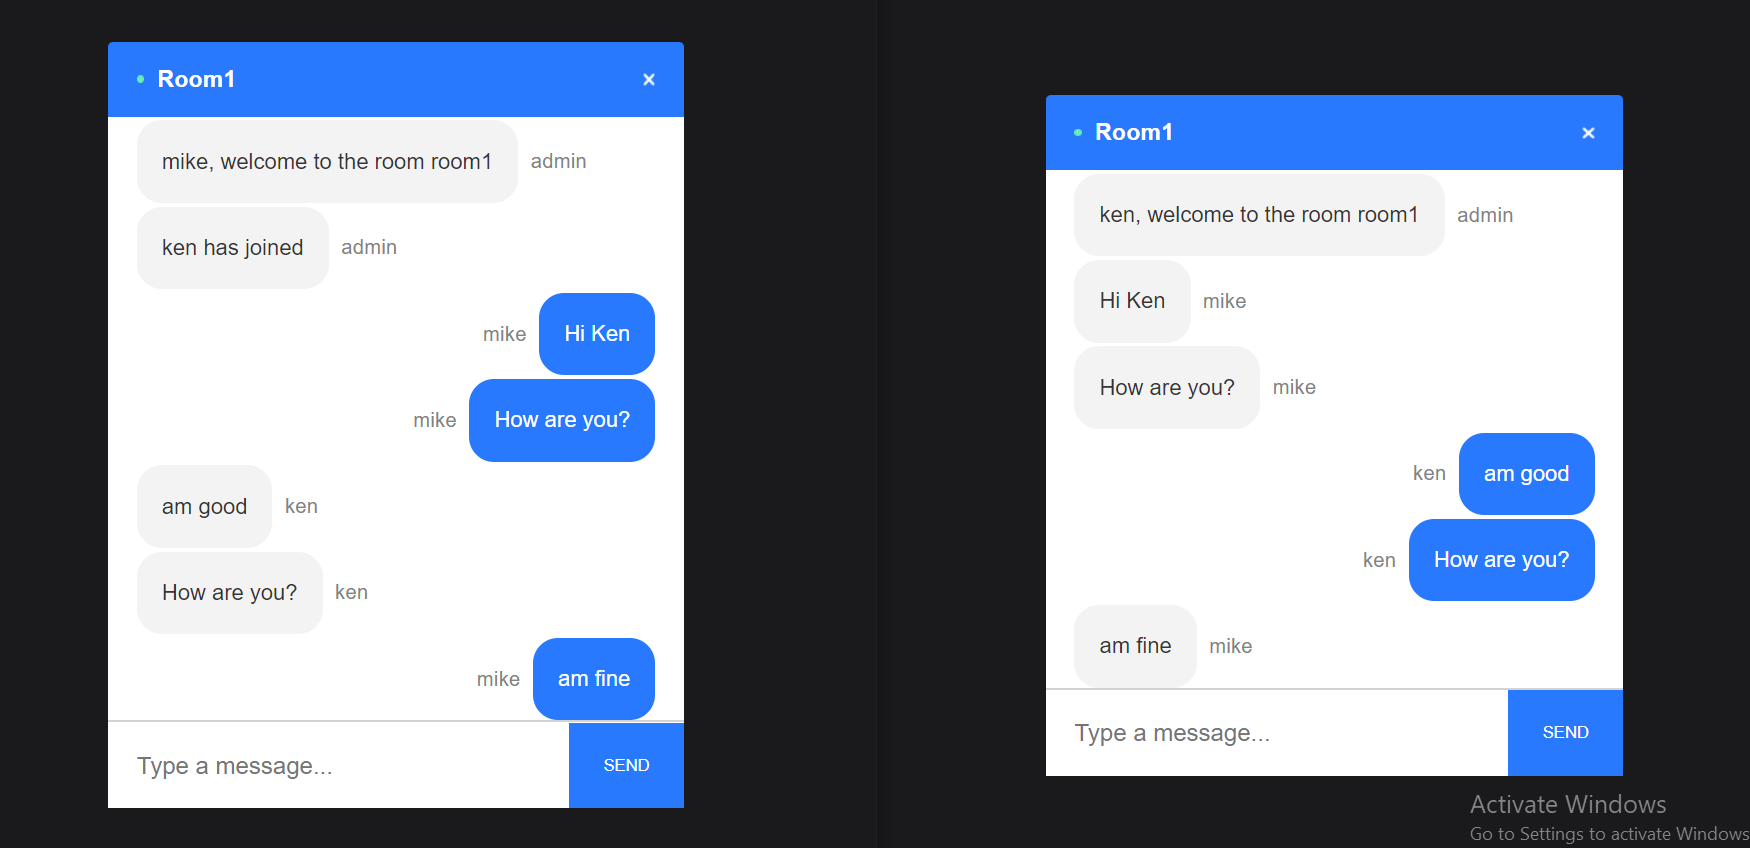 Room1
×
mike, welcome to the room room1 admin
ken has joined admin
mike Hi Ken
mike How are you?
am good ken
How are you? ken
mike am fine
Type a message... SEND
Room1
×
ken, welcome to the room room1 admin
Hi Ken mike
How are you? mike
ken am good
ken How are you?
am fine mike
Type a message... SEND
Activate Windows
Go to Settings to activate Windows